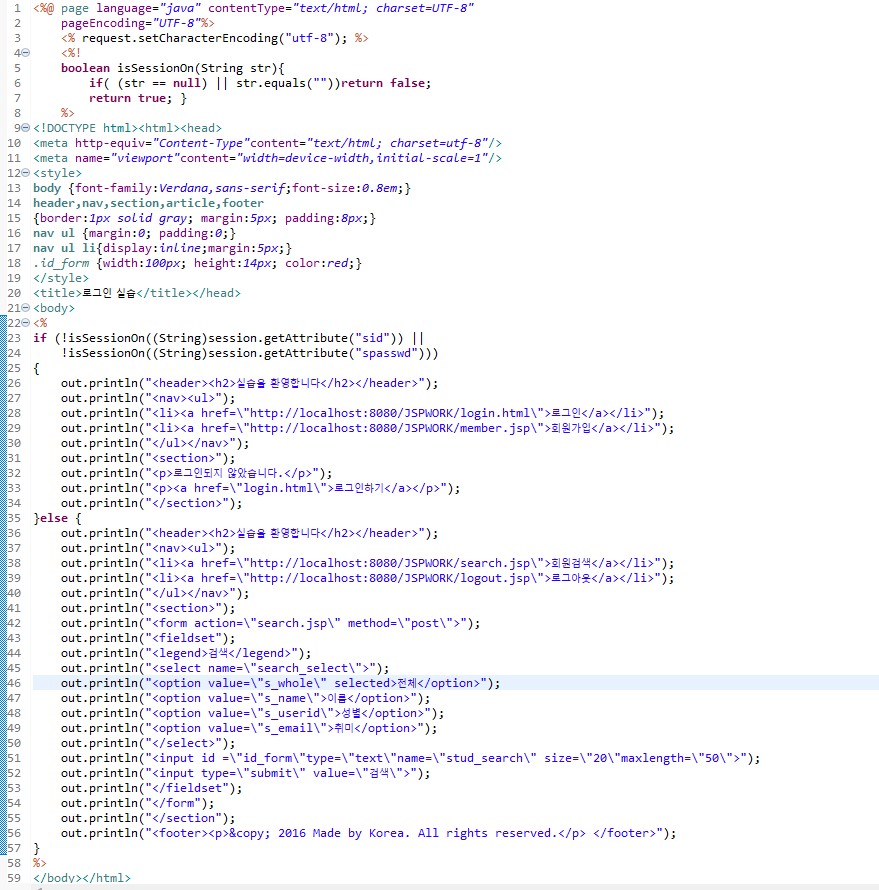 1 <%@ page language="java" contentType="text/html; charset=UTF-8"
2     pageEncoding="UTF-8"%>
3     <% request.setCharacterEncoding("utf-8"); %>
4     <%!
5     boolean isSessionOn(String str){
6         if( (str == null) || str.equals(""))return false;
7         return true; }
8     %>
9 <!DOCTYPE html><html><head>
10 <meta http-equiv="Content-Type"content="text/html; charset=utf-8"/>
11 <meta name="viewport"content="width=device-width,initial-scale=1"/>
12 <style>
13 body {font-family:Verdana,sans-serif;font-size:0.8em;}
14 header,nav,section,article,footer
15 {border:1px solid gray; margin:5px; padding:8px;}
16 nav ul {margin:0; padding:0;}
17 nav ul li{display:inline;margin:5px;}
18 .id_form {width:100px; height:14px; color:red;}
19 </style>
20 <title>로그인 실습</title></head>
21 <body>
22 <%
23 if (!isSessionOn((String)session.getAttribute("sid")) ||
24     !isSessionOn((String)session.getAttribute("spasswd")))
25 {
26     out.println("<header><h2>실습을 환영합니다</h2></header>");
27     out.println("<nav><ul>");
28     out.println("<li><a href=\"http://localhost:8080/JSPWORK/login.html\">로그인</a></li>");
29     out.println("<li><a href=\"http://localhost:8080/JSPWORK/member.jsp\">회원가입</a></li>");
30     out.println("</ul></nav>");
31     out.println("<section>");
32     out.println("<p>로그인되지 않았습니다.</p>");
33     out.println("<p><a href=\"login.html\">로그인하기</a></p>");
34     out.println("</section>");
35 }else {
36     out.println("<header><h2>실습을 환영합니다</h2></header>");
37     out.println("<nav><ul>");
38     out.println("<li><a href=\"http://localhost:8080/JSPWORK/search.jsp\">회원검색</a></li>");
39     out.println("<li><a href=\"http://localhost:8080/JSPWORK/logout.jsp\">로그아웃</a></li>");
40     out.println("</ul></nav>");
41     out.println("<section>");
42     out.println("<form action=\"search.jsp\" method=\"post\">");
43     out.println("<fieldset");
44     out.println("<legend>검색</legend>");
45     out.println("<select name=\"search_select\">");
46     out.println("<option value=\"s_whole\" selected>전체</option>");
47     out.println("<option value=\"s_name\">이름</option>");
48     out.println("<option value=\"s_userid\">성별</option>");
49     out.println("<option value=\"s_email\">취미</option>");
50     out.println("</select>");
51     out.println("<input id =\"id_form\"type=\"text\"name=\"stud_search\" size=\"20\"maxlength=\"50\">");
52     out.println("<input type=\"submit\" value=\"검색\">");
53     out.println("</fieldset");
54     out.println("</form");
55     out.println("</section");
56     out.println("<footer><p>&copy; 2016 Made by Korea. All rights reserved.</p> </footer>");
57 }
58 %>
59 </body></html>